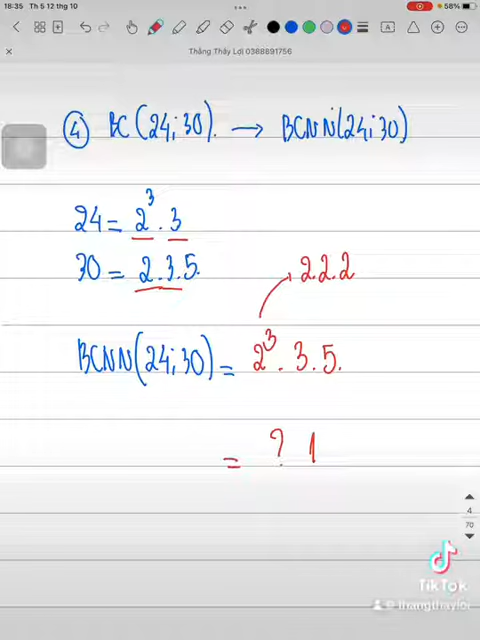 18:35 Th 5 12 thg 10
58%
Thắng Thầy Lợi 0388891756
④ BC (24; 30). → BCNN (24; 30)
24 = 2³ . 3
30 = 2.3.5.
2.2.2
BCNN (24; 30) = 2³ . 3 . 5.
= ? 1
4
70
TikTok
@thangthayloi